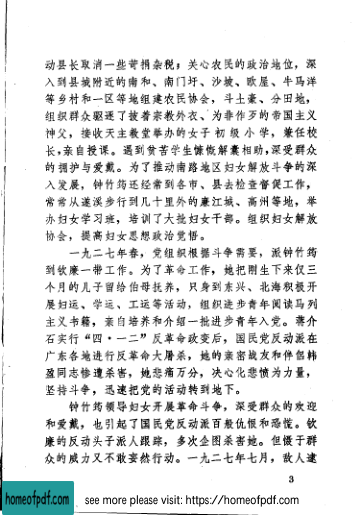 动县长取消一些苛捐杂税；关心农民的政治地位，深
入到县城附近的南和、南门圩、沙坡、欧屋、牛马洋
等乡村和一区等地组建农民协会，斗土豪、分田地，
组织群众驱逐了披着宗教外衣、为非作歹的帝国主义
神父，接收天主教堂举办的女子初级小学，兼任校
长，亲自授课。遇到贫苦学生慷慨解囊相助，深受群众
的拥护与爱戴。为了推动南路地区妇女解放斗争的深
入发展，钟竹筠还经常到各市、县去检查督促工作，
常常从遂溪步行到几十里外的廉江城、高州等地，举
办妇女学习班，培训了大批妇女干部。组织妇女解放
协会，提高妇女思想政治觉悟。
一九二七年春，党组织根据斗争需要，派钟竹筠
到钦廉一带工作。为了革命工作，她把刚生下来仅三
个月的儿子留给伯母抚养，只身到东兴、北海积极开
展妇运、学运、工运等活动，组织进步青年阅读马列
主义书籍，亲自培养和介绍一批进步青年入党。蒋介
石实行“四·一二”反革命政变后，国民党反动派在
广东各地进行反革命大屠杀，她的亲密战友和伴侣韩
盈同志惨遭杀害，她悲痛万分，决心化悲愤为力量，
坚持斗争，迅速把党的活动转到地下。
钟竹筠领导妇女开展革命斗争，深受群众的欢迎
和爱戴，也引起了国民党反动派百般仇恨和恐慌。钦
廉的反动头子派人跟踪，多次企图杀害她。但慑于群
众的威力又不敢妄然行动。一九二七年七月，敌人逮
3
homeofpdf.com
see more please visit: https://homeofpdf.com